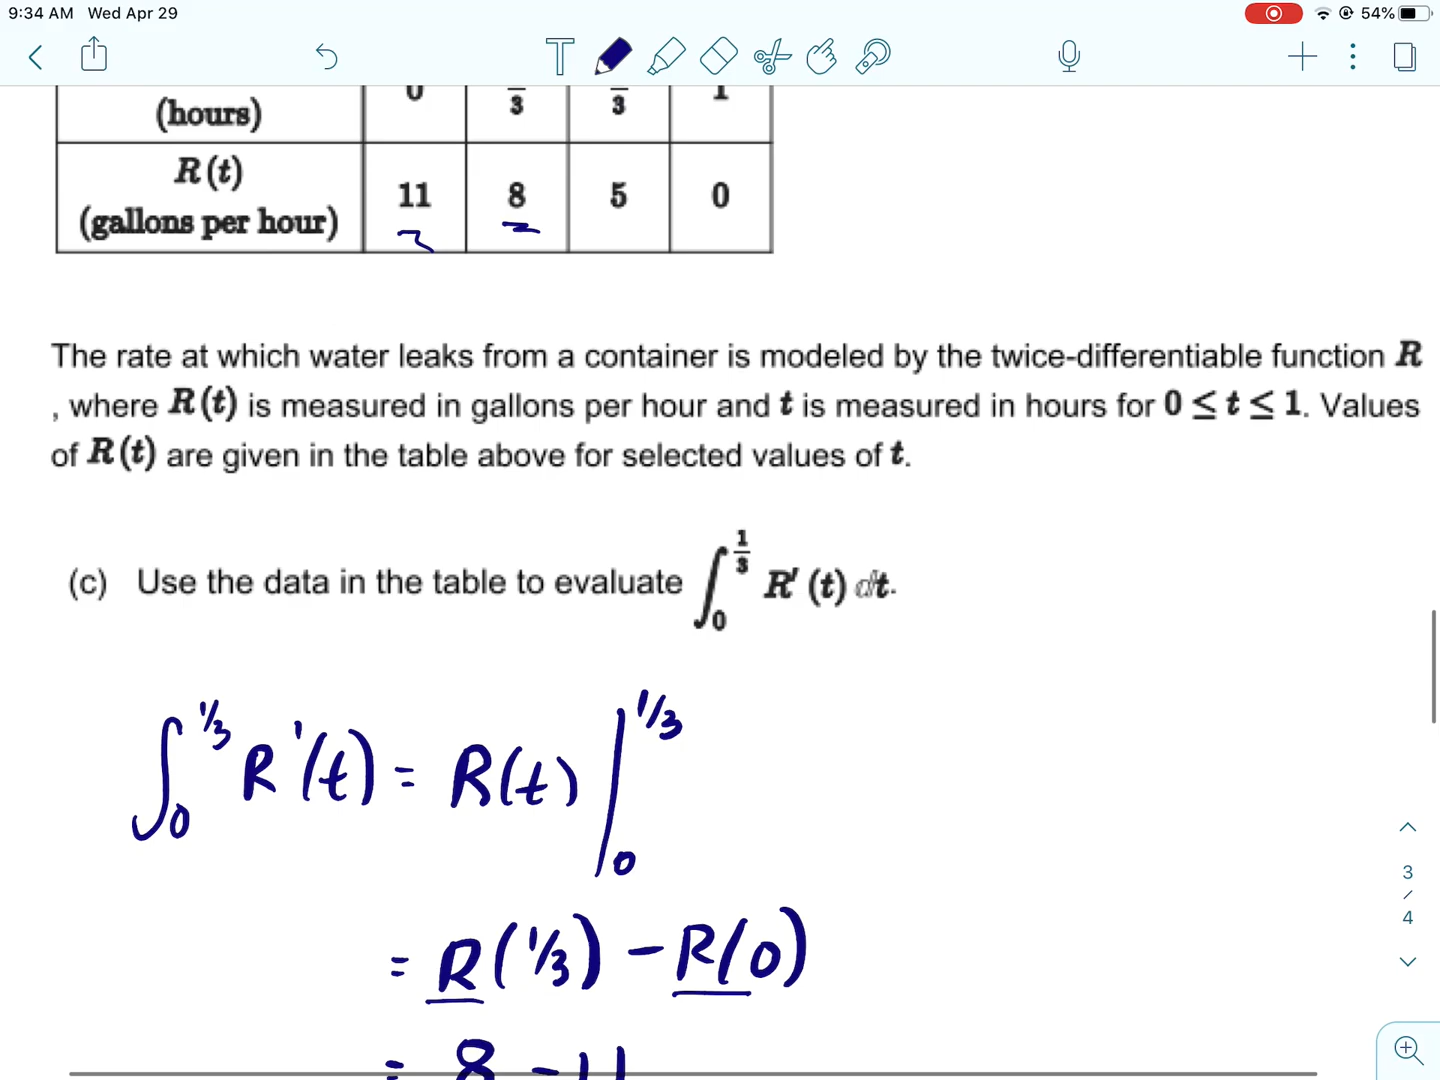 9:34 AM Wed Apr 29 54%
T
(hours) 0 3 3 1
R(t) (gallons per hour) 11 8 5 0
The rate at which water leaks from a container is modeled by the twice-differentiable function R
, where R(t) is measured in gallons per hour and t is measured in hours for 0 ≤ t ≤ 1. Values
of R(t) are given in the table above for selected values of t.
(c) Use the data in the table to evaluate ∫₀^(1/3) R′(t) dt.
∫₀^(1/3) R'(t) = R(t) |₀^(1/3)
= R(1/3) − R(0)
= 8 − 11
3 / 4